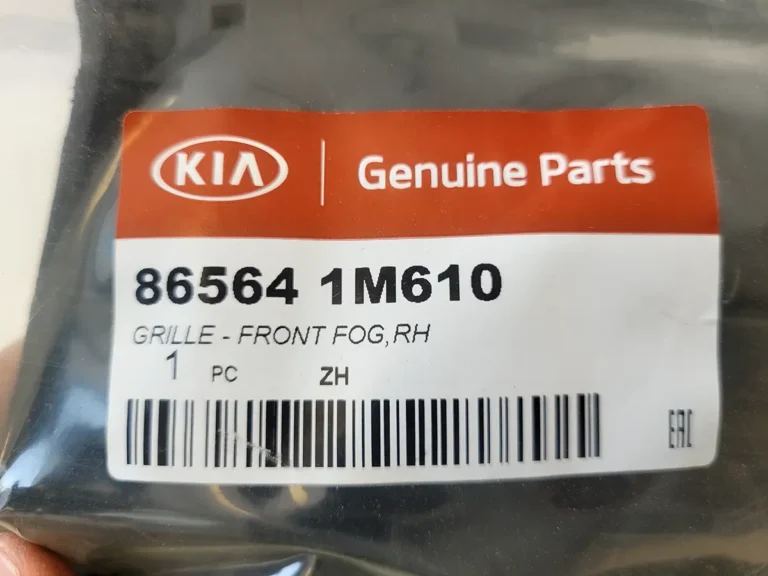 KIA Genuine Parts
86564 1M610
GRILLE - FRONT FOG,RH
1 PC ZH
EAC